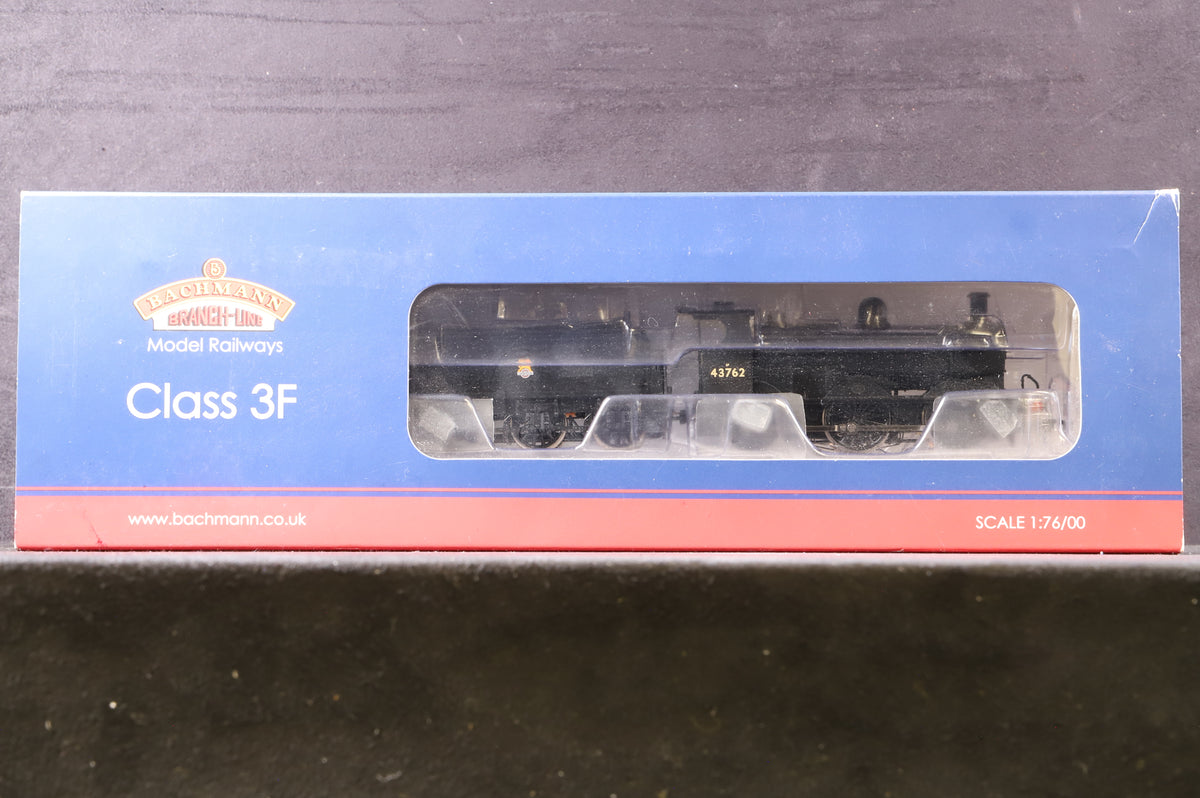 BACHMANN
BRANCH-LINE
Model Railways
Class 3F
43762
www.bachmann.co.uk
SCALE 1:76/00